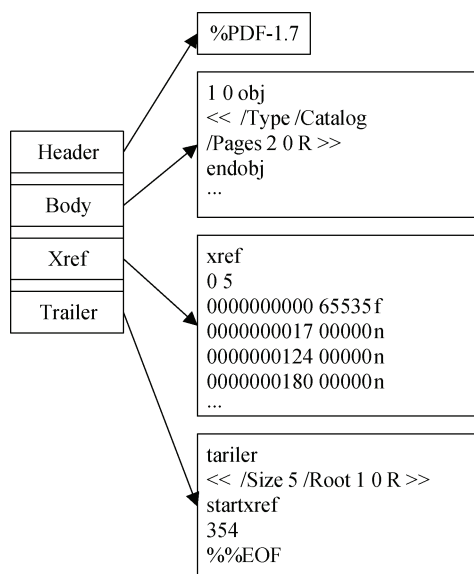 %PDF-1.7
1 0 obj
<< /Type /Catalog
/Pages 2 0 R >>
endobj
...
Header
Body
Xref
Trailer
xref
0 5
0000000000 65535f
0000000017 00000n
0000000124 00000n
0000000180 00000n
...
tariler
<< /Size 5 /Root 1 0 R >>
startxref
354
%%EOF